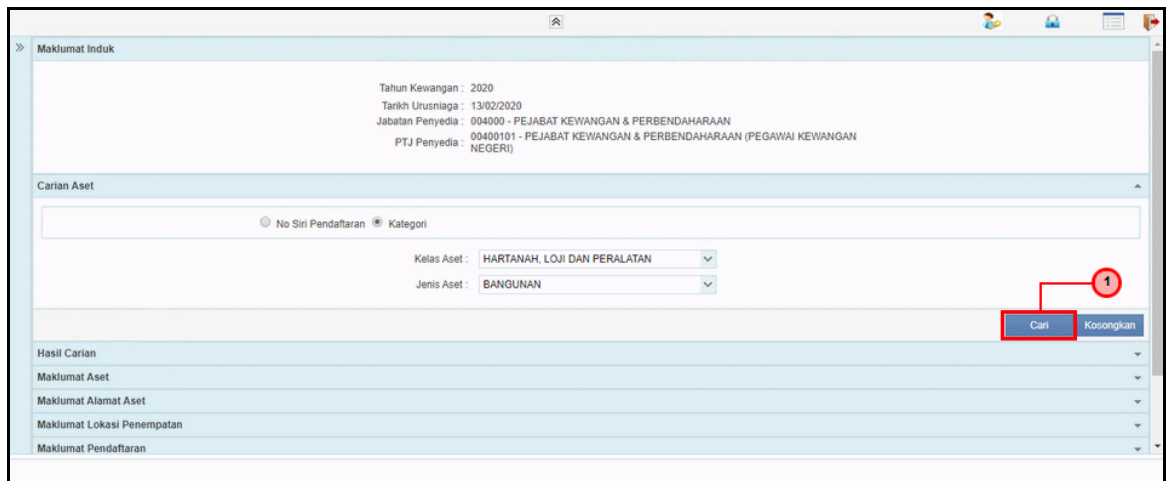 Maklumat Induk
Tahun Kewangan : 2020
Tarikh Urusniaga : 13/02/2020
Jabatan Penyedia : 004000 - PEJABAT KEWANGAN & PERBENDAHARAAN
PTJ Penyedia : 00400101 - PEJABAT KEWANGAN & PERBENDAHARAAN (PEGAWAI KEWANGAN
NEGERI)
Carian Aset
No Siri Pendaftaran Kategori
Kelas Aset : HARTANAH, LOJI DAN PERALATAN
Jenis Aset : BANGUNAN
1
Cari Kosongkan
Hasil Carian
Maklumat Aset
Maklumat Alamat Aset
Maklumat Lokasi Penempatan
Maklumat Pendaftaran